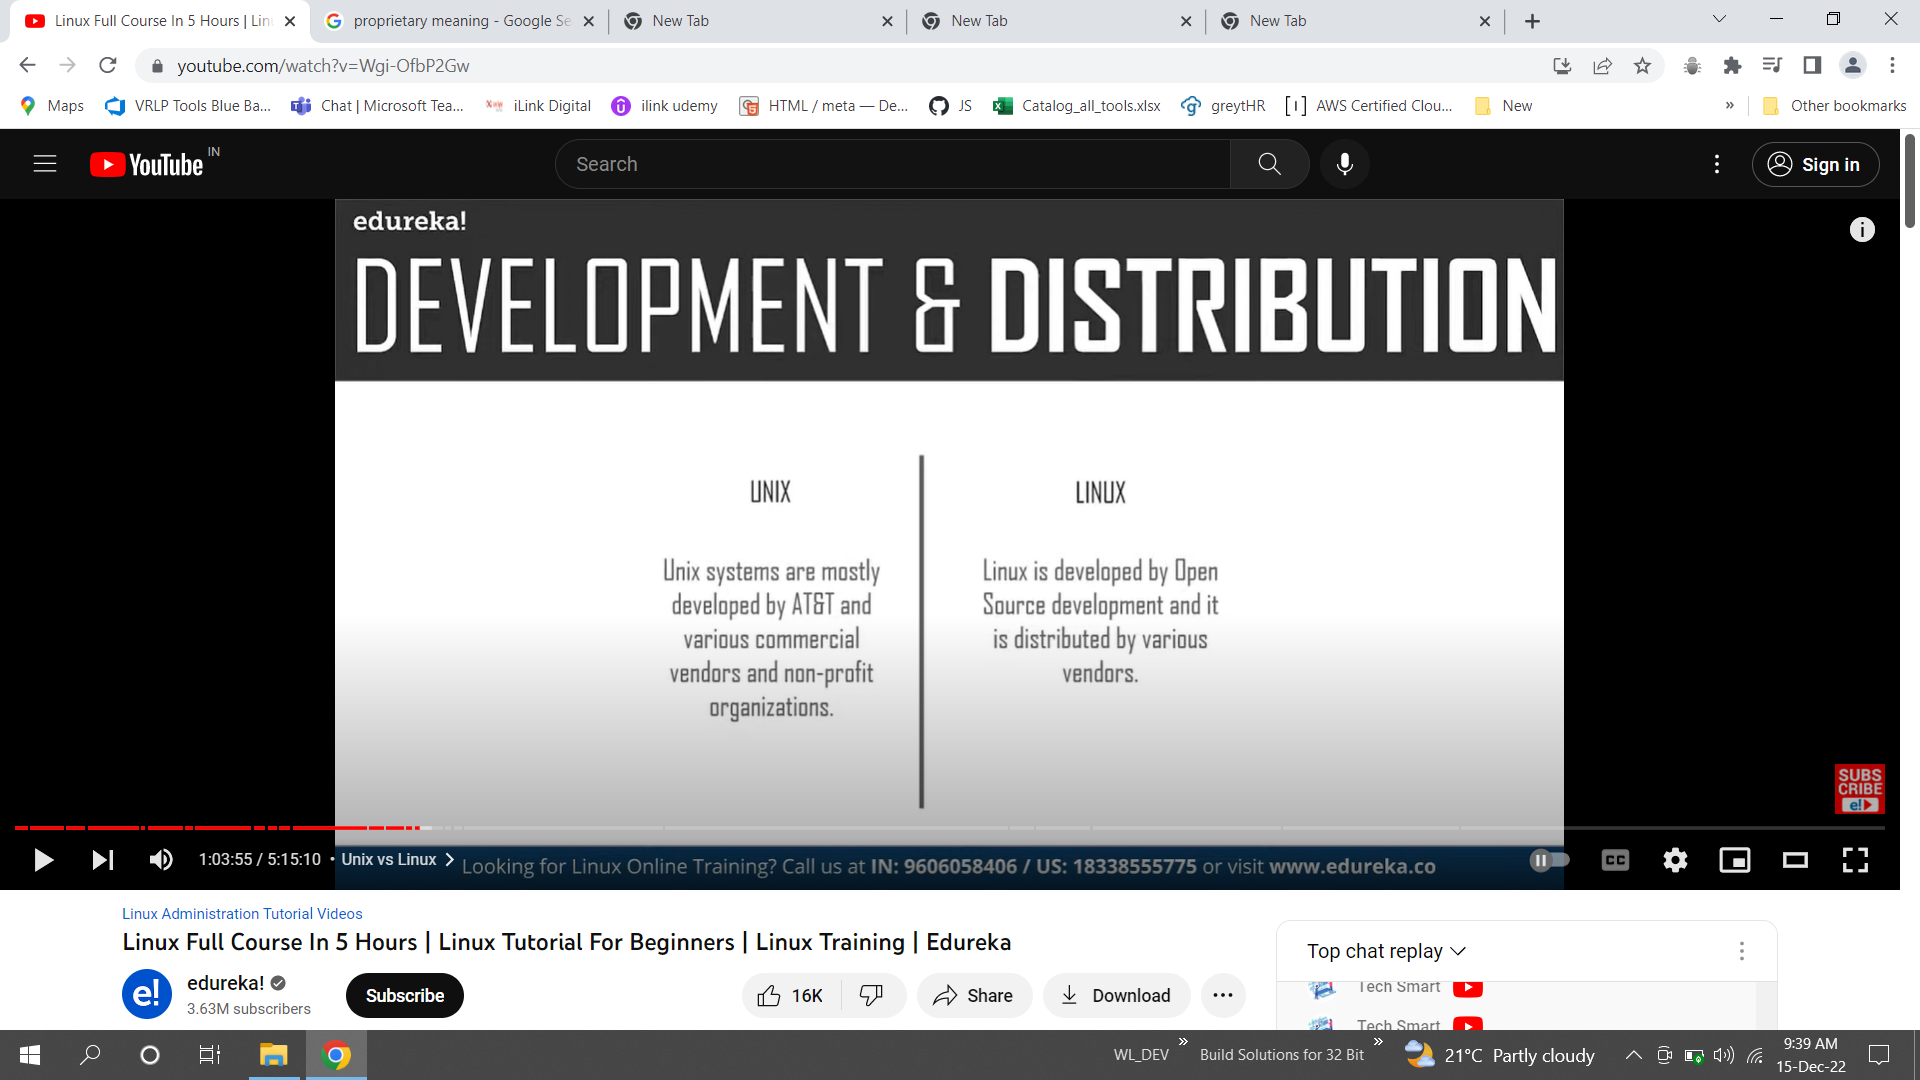 Linux Full Course In 5 Hours | Lin
proprietary meaning - Google Se
New Tab
New Tab
New Tab
youtube.com/watch?v=Wgi-OfbP2Gw
Maps
VRLP Tools Blue Ba...
Chat | Microsoft Tea...
iLink Digital
ilink udemy
HTML / meta — De...
JS
Catalog_all_tools.xlsx
greytHR
AWS Certified Clou...
New
»
Other bookmarks
YouTube IN
Search
Sign in
edureka!
DEVELOPMENT & DISTRIBUTION
UNIX
Unix systems are mostly
developed by AT&T and
various commercial
vendors and non-profit
organizations.
LINUX
Linux is developed by Open
Source development and it
is distributed by various
vendors.
SUBS
CRIBE
e!
1:03:55 / 5:15:10 • Unix vs Linux
CC
Looking for Linux Online Training? Call us at IN: 9606058406 / US: 18338555775 or visit www.edureka.co
Linux Administration Tutorial Videos
Linux Full Course In 5 Hours | Linux Tutorial For Beginners | Linux Training | Edureka
e!
edureka!
3.63M subscribers
Subscribe
16K
Share
Download
Top chat replay
Tech Smart
Tech Smart
WL_DEV »
Build Solutions for 32 Bit »
21°C Partly cloudy
9:39 AM
15-Dec-22